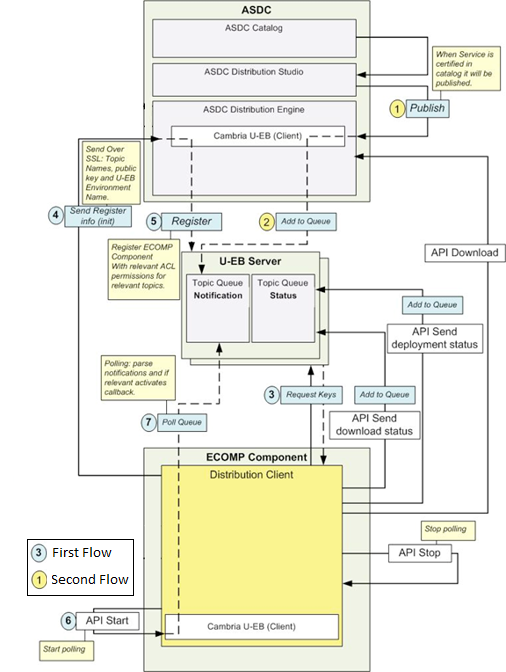 ASDC
ASDC Catalog
ASDC Distribution Studio
When Service is
certified in
catalog it will be
published.
1 Publish
ASDC Distribution Engine
Cambria U-EB (Client)
Send Over
SSL: Topic
Names, public
key and U-EB
Environment
Name.
4 Send Register
info (init)
5 Register
2 Add to Queue
Register ECOMP
Component
With relevant ACL
permissions for
relevant topics.
API Download
U-EB Server
Topic Queue
Notification
Topic Queue
Status
Add to Queue
API Send
deployment status
Polling: parse
notifications and if
relevant activates
callback.
3 Request Keys
Add to Queue
API Send
download status
7 Poll Queue
ECOMP Component
Distribution Client
Stop polling
API Stop
3 First Flow
1 Second Flow
6 API Start
Cambria U-EB (Client)
Start polling